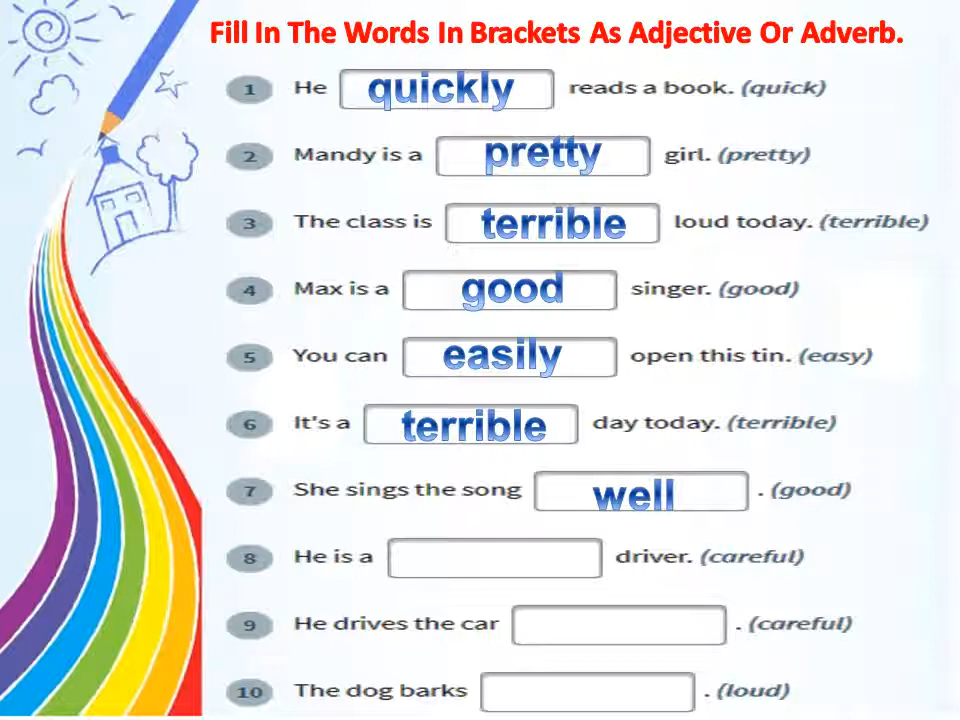 Fill In The Words In Brackets As Adjective Or Adverb.
1 He quickly reads a book. (quick)
2 Mandy is a pretty girl. (pretty)
3 The class is terrible loud today. (terrible)
4 Max is a good singer. (good)
5 You can easily open this tin. (easy)
6 It's a terrible day today. (terrible)
7 She sings the song well . (good)
8 He is a driver. (careful)
9 He drives the car . (careful)
10 The dog barks . (loud)